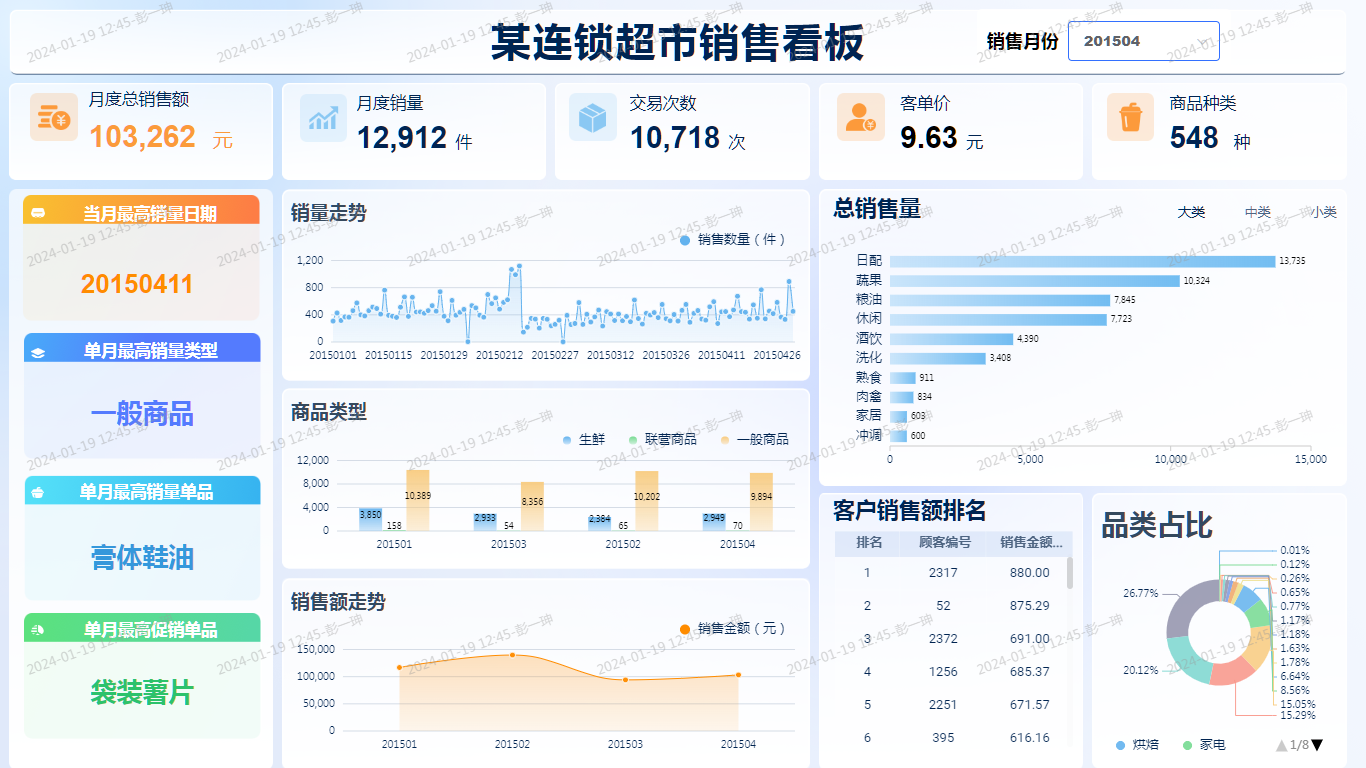 某连锁超市销售看板
销售月份
201504
月度总销售额
103,262 元
月度销量
12,912 件
交易次数
10,718 次
客单价
9.63 元
商品种类
548 种
当月最高销量日期
20150411
单月最高销量类型
一般商品
单月最高销量单品
膏体鞋油
单月最高促销单品
袋装薯片
销量走势
销售数量（件）
1,200
800
400
0
20150101 20150115 20150129 20150212 20150227 20150312 20150326 20150411 20150426
商品类型
生鲜 联营商品 一般商品
12,000
8,000
4,000
0
3,850 158 10,389
2,933 54 8,356
2,384 65 10,202
2,949 70 9,894
201501 201503 201502 201504
销售额走势
销售金额（元）
150,000
100,000
50,000
0
201501 201502 201503 201504
总销售量
大类 中类 小类
日配 13,735
蔬果 10,324
粮油 7,845
休闲 7,723
酒饮 4,390
洗化 3,408
熟食 911
肉禽 834
家居 603
冲调 600
0 5,000 10,000 15,000
客户销售额排名
排名 顾客编号 销售金额...
1 2317 880.00
2 52 875.29
3 2372 691.00
4 1256 685.37
5 2251 671.57
6 395 616.16
品类占比
0.01%
0.12%
0.26%
0.65%
0.77%
1.17%
1.18%
1.63%
1.78%
6.64%
8.56%
15.05%
15.29%
20.12%
26.77%
烘焙 家电
▲1/8▼
2024-01-19 12:45-彭一珅